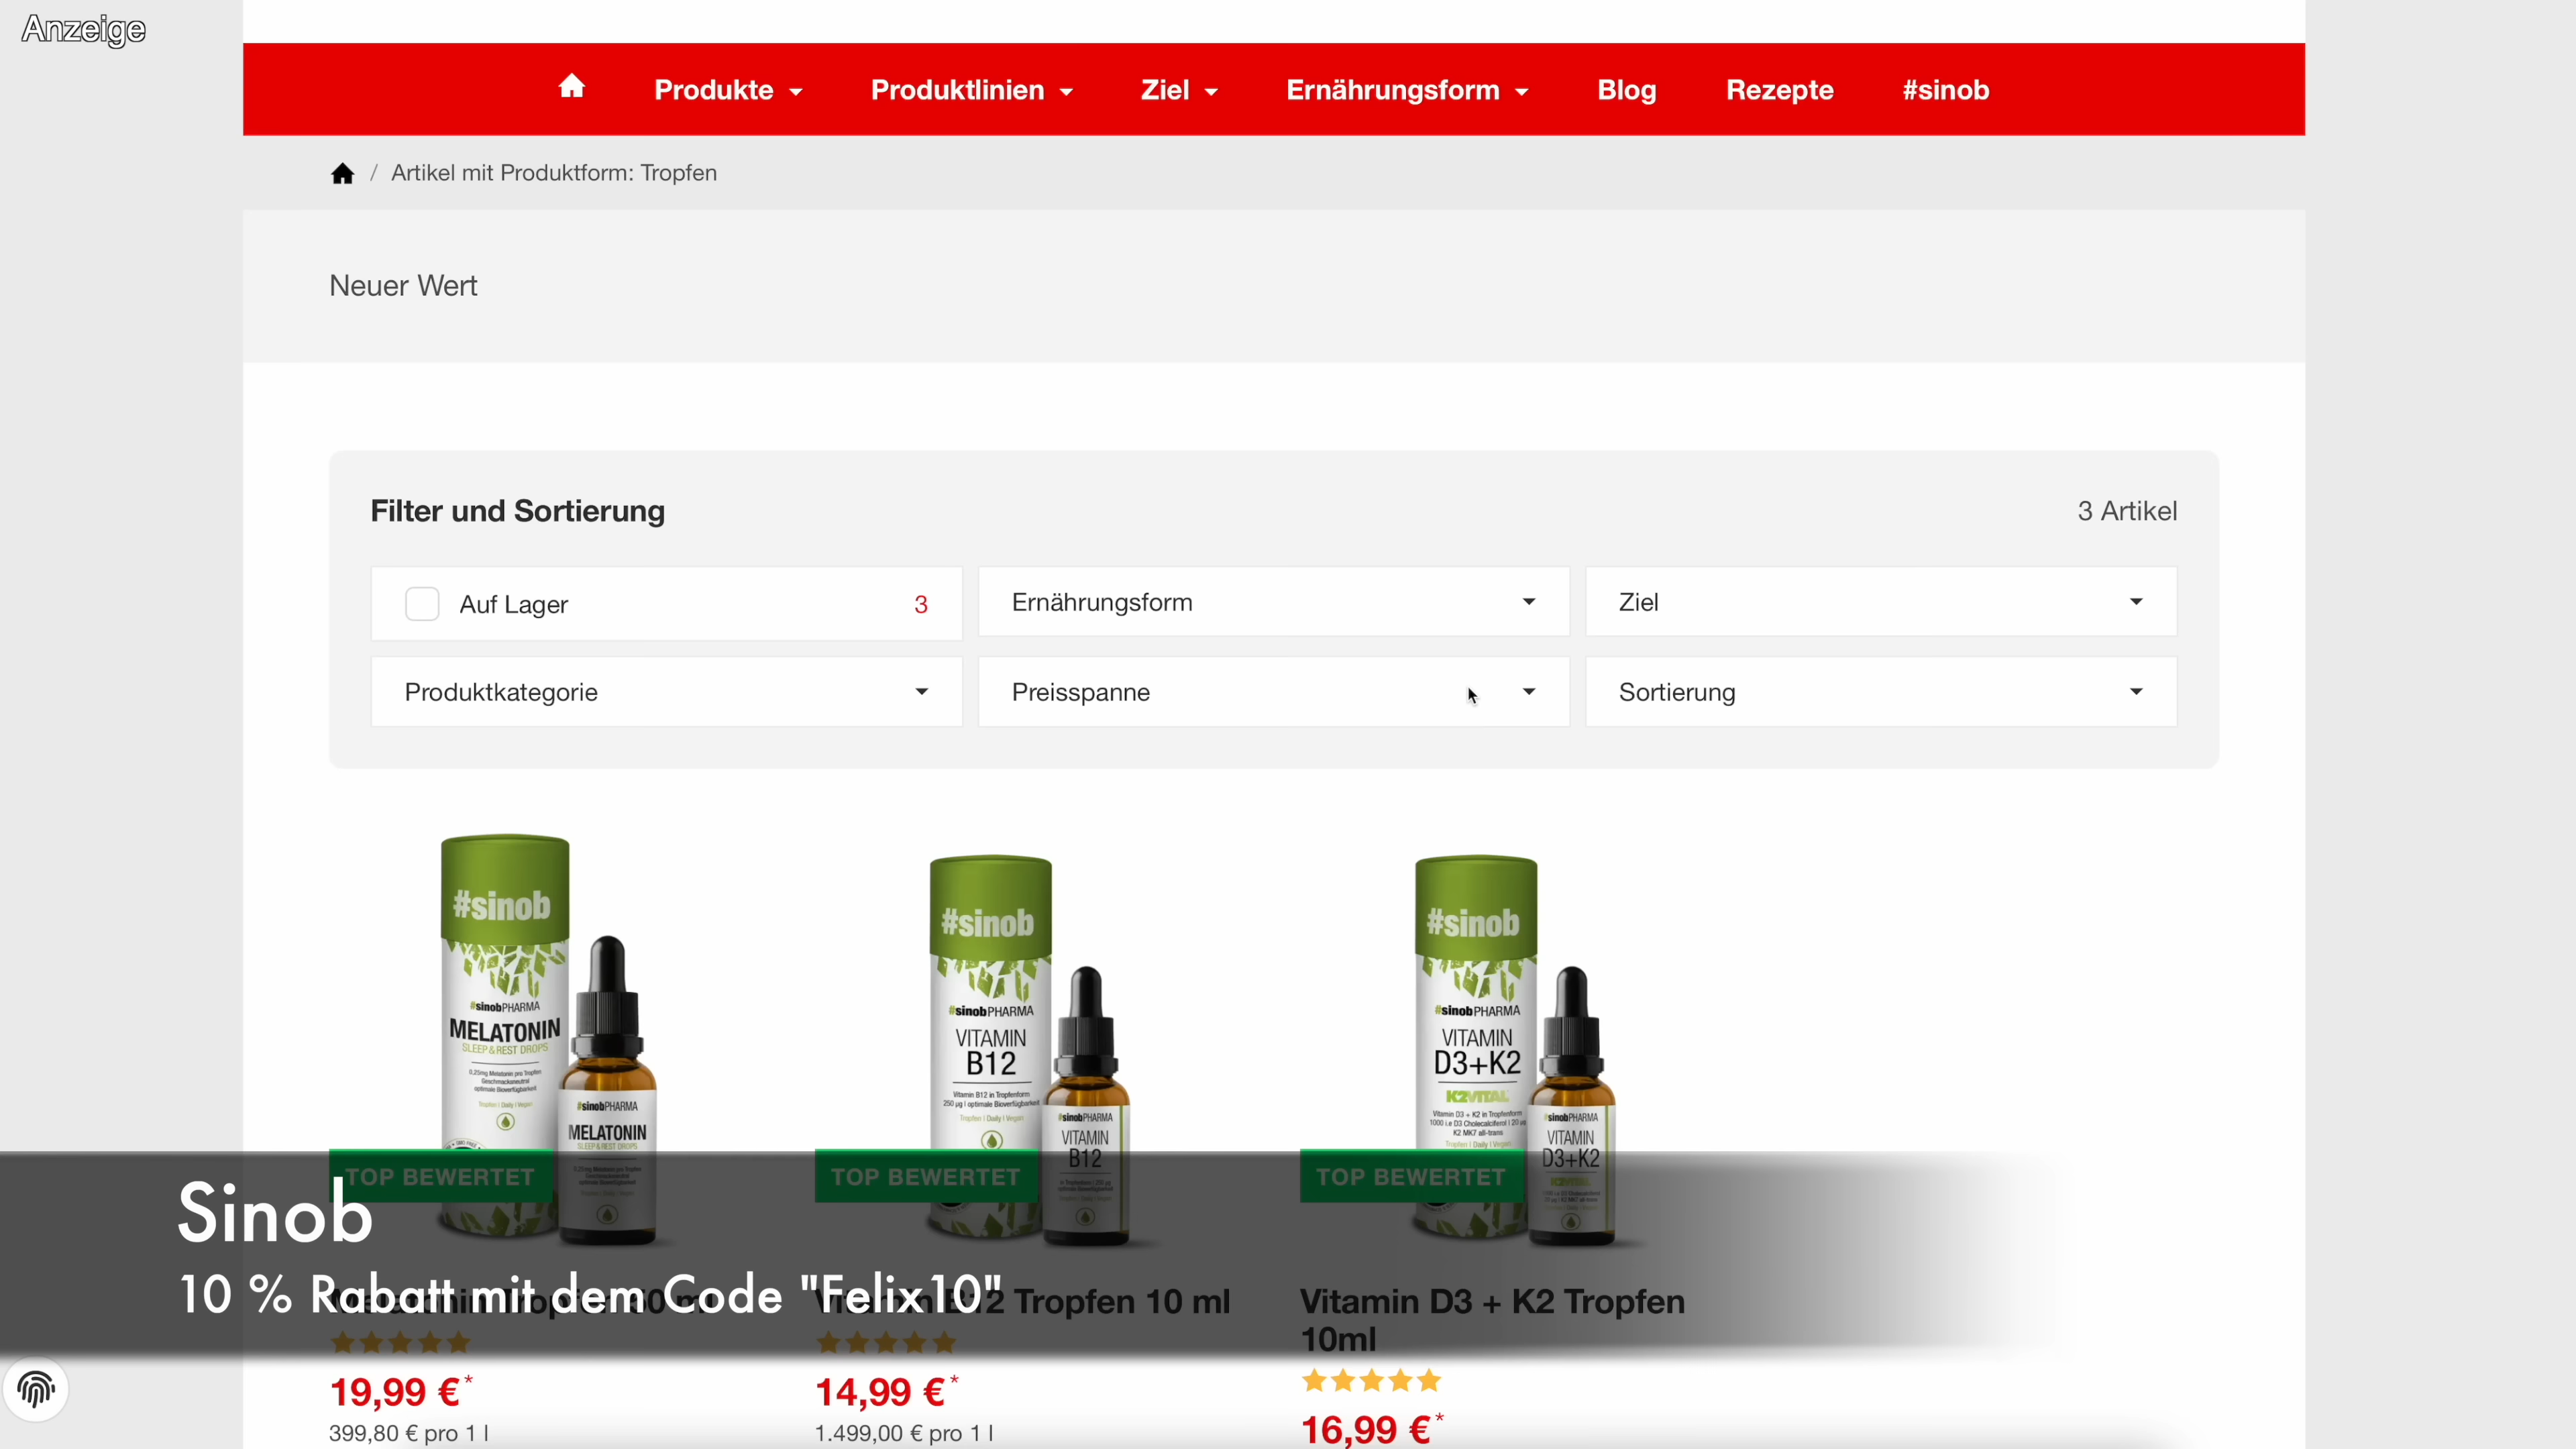 Anzeige
Produkte
Produktlinien
Ziel
Ernährungsform
Blog
Rezepte
#sinob
/ Artikel mit Produktform: Tropfen
Neuer Wert
Filter und Sortierung
3 Artikel
Auf Lager 3
Ernährungsform
Ziel
Produktkategorie
Preisspanne
Sortierung
#sinob
#sinobPHARMA
MELATONIN
SLEEP & REST DROPS
0,25mg Melatonin pro Tropfen
Geschmacksneutral
optimale Bioverfügbarkeit
Tropfen | Daily | Vegan
#sinobPHARMA
MELATONIN
SLEEP & REST DROPS
#sinob
#sinobPHARMA
VITAMIN
B12
Vitamin B12 in Tropfenform
250 µg | optimale Bioverfügbarkeit
Tropfen | Daily | Vegan
#sinobPHARMA
VITAMIN
B12
#sinob
#sinobPHARMA
VITAMIN
D3+K2
K2VITAL
Vitamin D3 + K2 in Tropfenform
1000 i.e D3 Cholecalciferol | 20 µg
K2 MK7 all-trans
Tropfen | Daily | Vegan
#sinobPHARMA
VITAMIN
D3+K2
K2VITAL
TOP BEWERTET
TOP BEWERTET
TOP BEWERTET
Sinob
10 % Rabatt mit dem Code "Felix10"
Tropfen 10 ml
Vitamin D3 + K2 Tropfen
10ml
19,99 €*
399,80 € pro 1 l
14,99 €*
1.499,00 € pro 1 l
16,99 €*